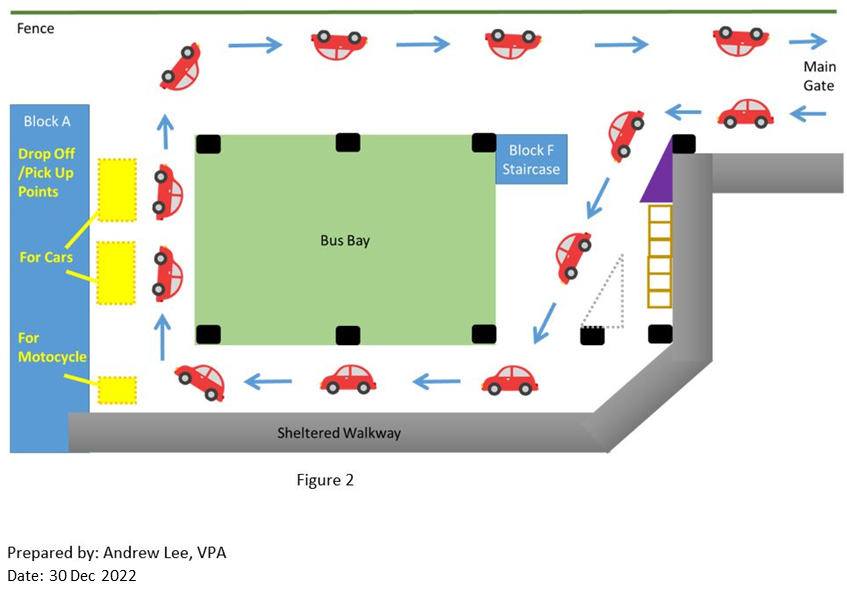 Fence
Main
Gate
Block A
Drop Off
/Pick Up
Points
Block F
Staircase
Bus Bay
For Cars
For
Motocycle
Sheltered Walkway
Figure 2
Prepared by: Andrew Lee, VPA
Date: 30 Dec 2022